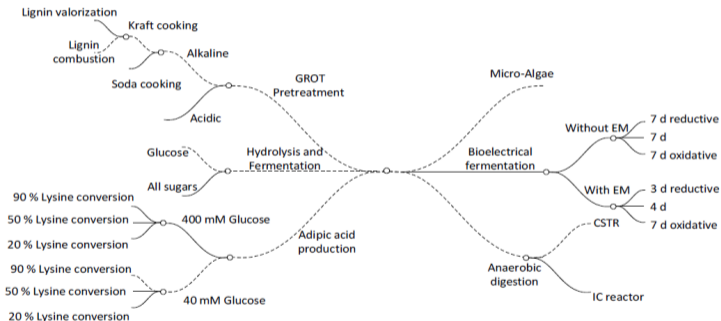 Lignin valorization
Kraft cooking
Lignin
combustion
Alkaline
Soda cooking
GROT
Pretreatment
Acidic
Glucose
Hydrolysis and
Fermentation
All sugars
90 % Lysine conversion
50 % Lysine conversion
400 mM Glucose
20 % Lysine conversion
Adipic acid
production
90 % Lysine conversion
50 % Lysine conversion
40 mM Glucose
20 % Lysine conversion
Micro-Algae
Without EM
7 d reductive
7 d
7 d oxidative
Bioelectrical
fermentation
With EM
3 d reductive
4 d
7 d oxidative
CSTR
Anaerobic
digestion
IC reactor